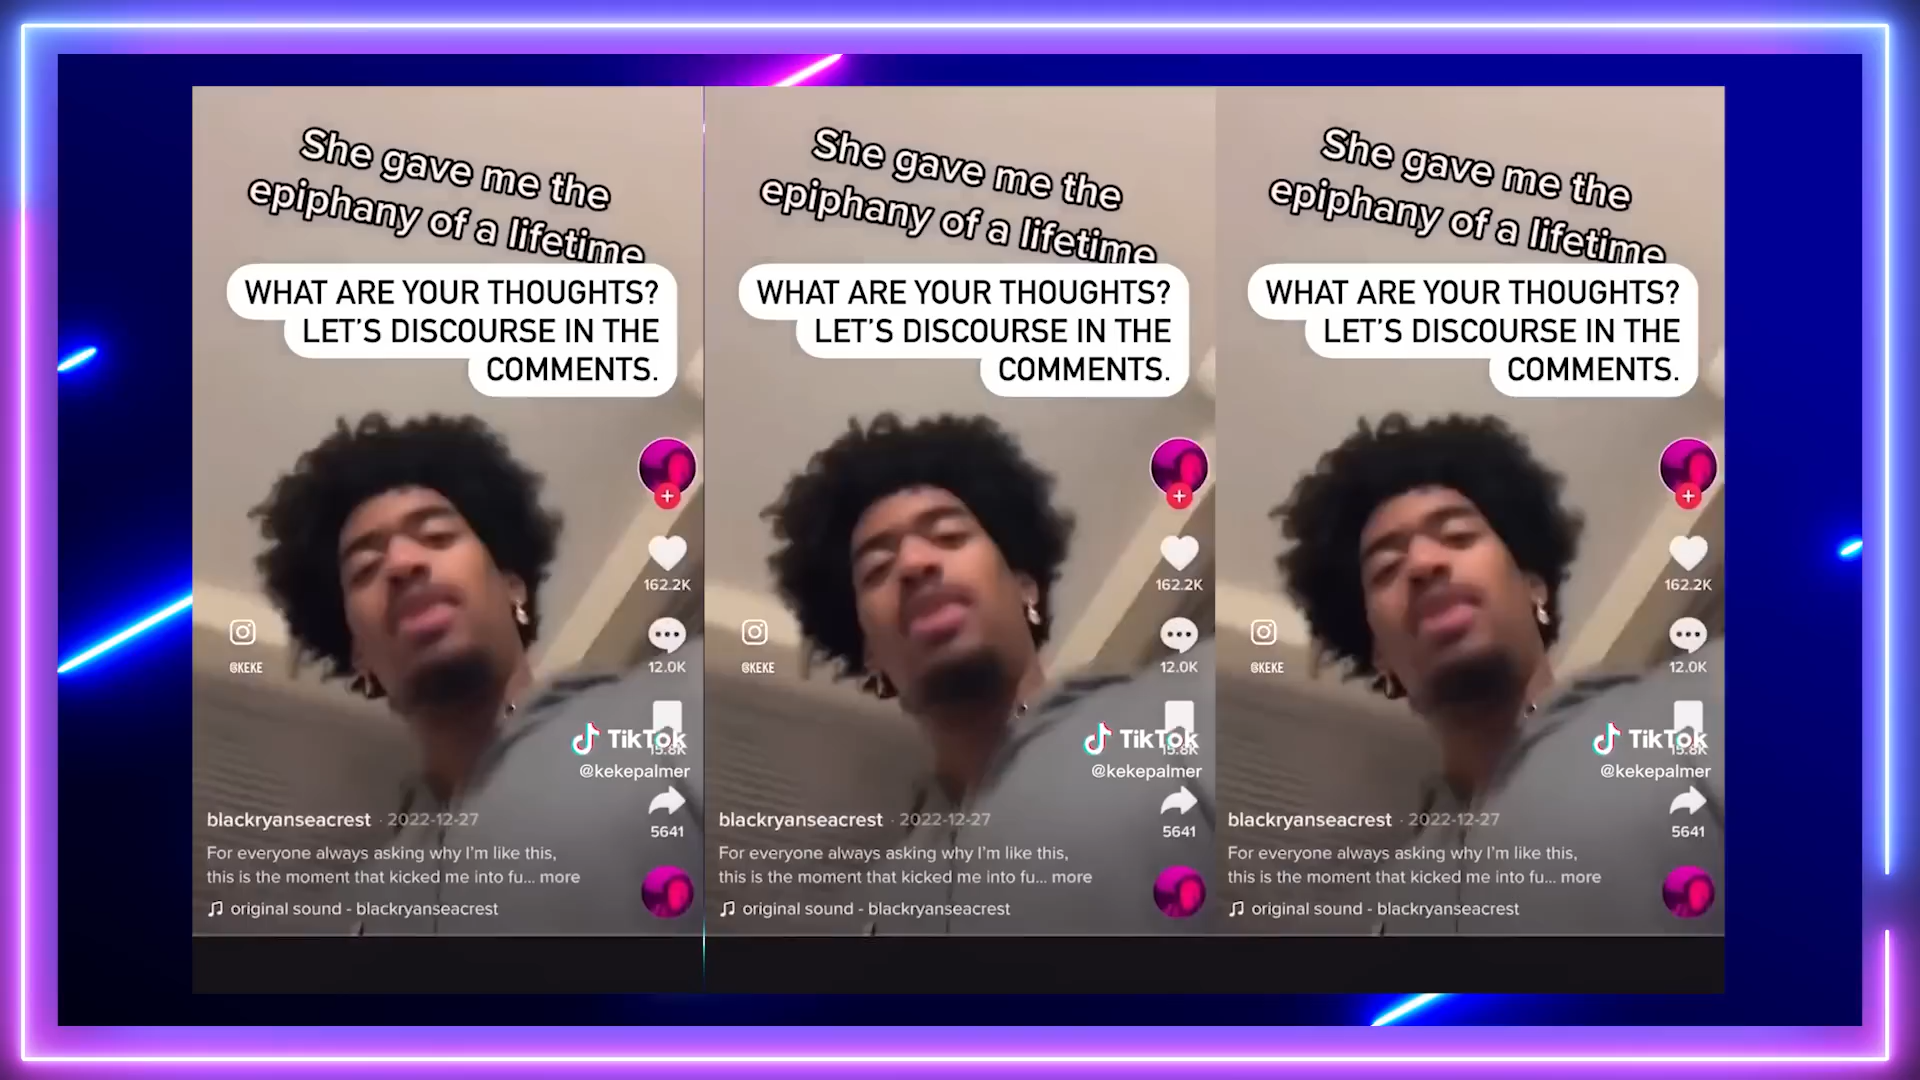 She gave me the
epiphany of a lifetime
WHAT ARE YOUR THOUGHTS?
LET'S DISCOURSE IN THE
COMMENTS.
162.2K
@KEKE
12.0K
TikTok
15.8K
@kekepalmer
blackryanseacrest · 2022-12-27
5641
For everyone always asking why I'm like this,
this is the moment that kicked me into fu... more
original sound - blackryanseacrest
She gave me the
epiphany of a lifetime
WHAT ARE YOUR THOUGHTS?
LET'S DISCOURSE IN THE
COMMENTS.
162.2K
@KEKE
12.0K
TikTok
15.8K
@kekepalmer
blackryanseacrest · 2022-12-27
5641
For everyone always asking why I'm like this,
this is the moment that kicked me into fu... more
original sound - blackryanseacrest
She gave me the
epiphany of a lifetime
WHAT ARE YOUR THOUGHTS?
LET'S DISCOURSE IN THE
COMMENTS.
162.2K
@KEKE
12.0K
TikTok
15.8K
@kekepalmer
blackryanseacrest · 2022-12-27
5641
For everyone always asking why I'm like this,
this is the moment that kicked me into fu... more
original sound - blackryanseacrest